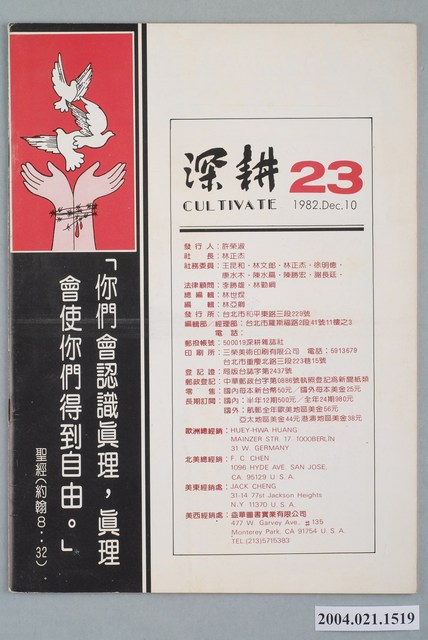 「你們會認識眞理，眞理
會使你們得到自由。」
聖經（約翰8：32）
深耕 23
CULTIVATE 1982.Dec.10
發行人：許榮淑
社長：林正杰
社務委員：王昆和・林文郎・林正杰・徐明德・
康水木・陳水扁・陳勝宏・謝長廷・
法律顧問：李勝雄・林勤綱
總編輯：林世煜
編輯：林亞卿
發行所：台北市和平東路三段229號
編輯部／經理部：台北市羅斯福路2段41號11樓之3
電話：
郵撥帳號：500019深耕雜誌社
印刷所：三榮美術印刷有限公司 電話：5913679
台北市重慶北路三段223巷15號
登記證：局版台誌字第2437號
郵政登記：中華郵政台字第0886號執照登記爲新聞紙類
零售：國內每本新台幣50元／國外每本美金25元
長期訂閱：國內：半年12期500元／全年24期980元
國外：航郵全年歐美地區美金56元
亞太地區美金44元港澳地區美金38元
歐洲總經銷：HUEY-HWA HUANG
MAINZER STR 17 1000BERLIN
31 W. GERMANY
北美總經銷：F. C. CHEN
1096 HYDE AVE. SAN JOSE,
CA. 95129 U. S. A.
美東經銷處：JACK CHENG
31-14 77st Jackson Heights
N.Y 11370 U. S. A.
美西經銷處：金華圖書實業有限公司
477 W. Garvey Ave., #135
Monterey Park, CA 91754 U. S. A
TEL.(213)5715383
2004.021.1519